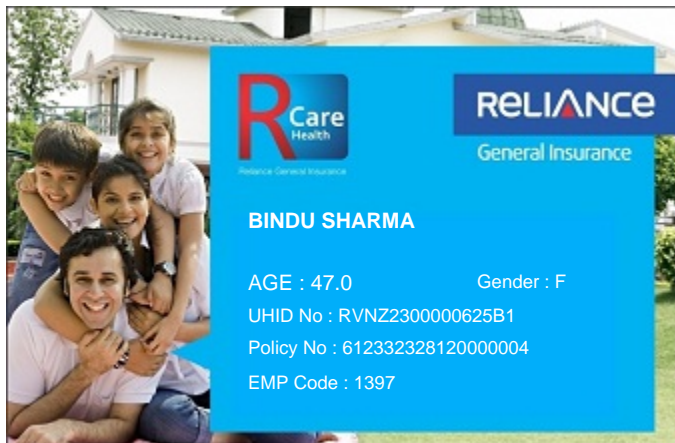 R Care
Health
Reliance General Insurance
RELIANCE
General Insurance
BINDU SHARMA
AGE : 47.0 Gender : F
UHID No : RVNZ2300000625B1
Policy No : 612332328120000004
EMP Code : 1397